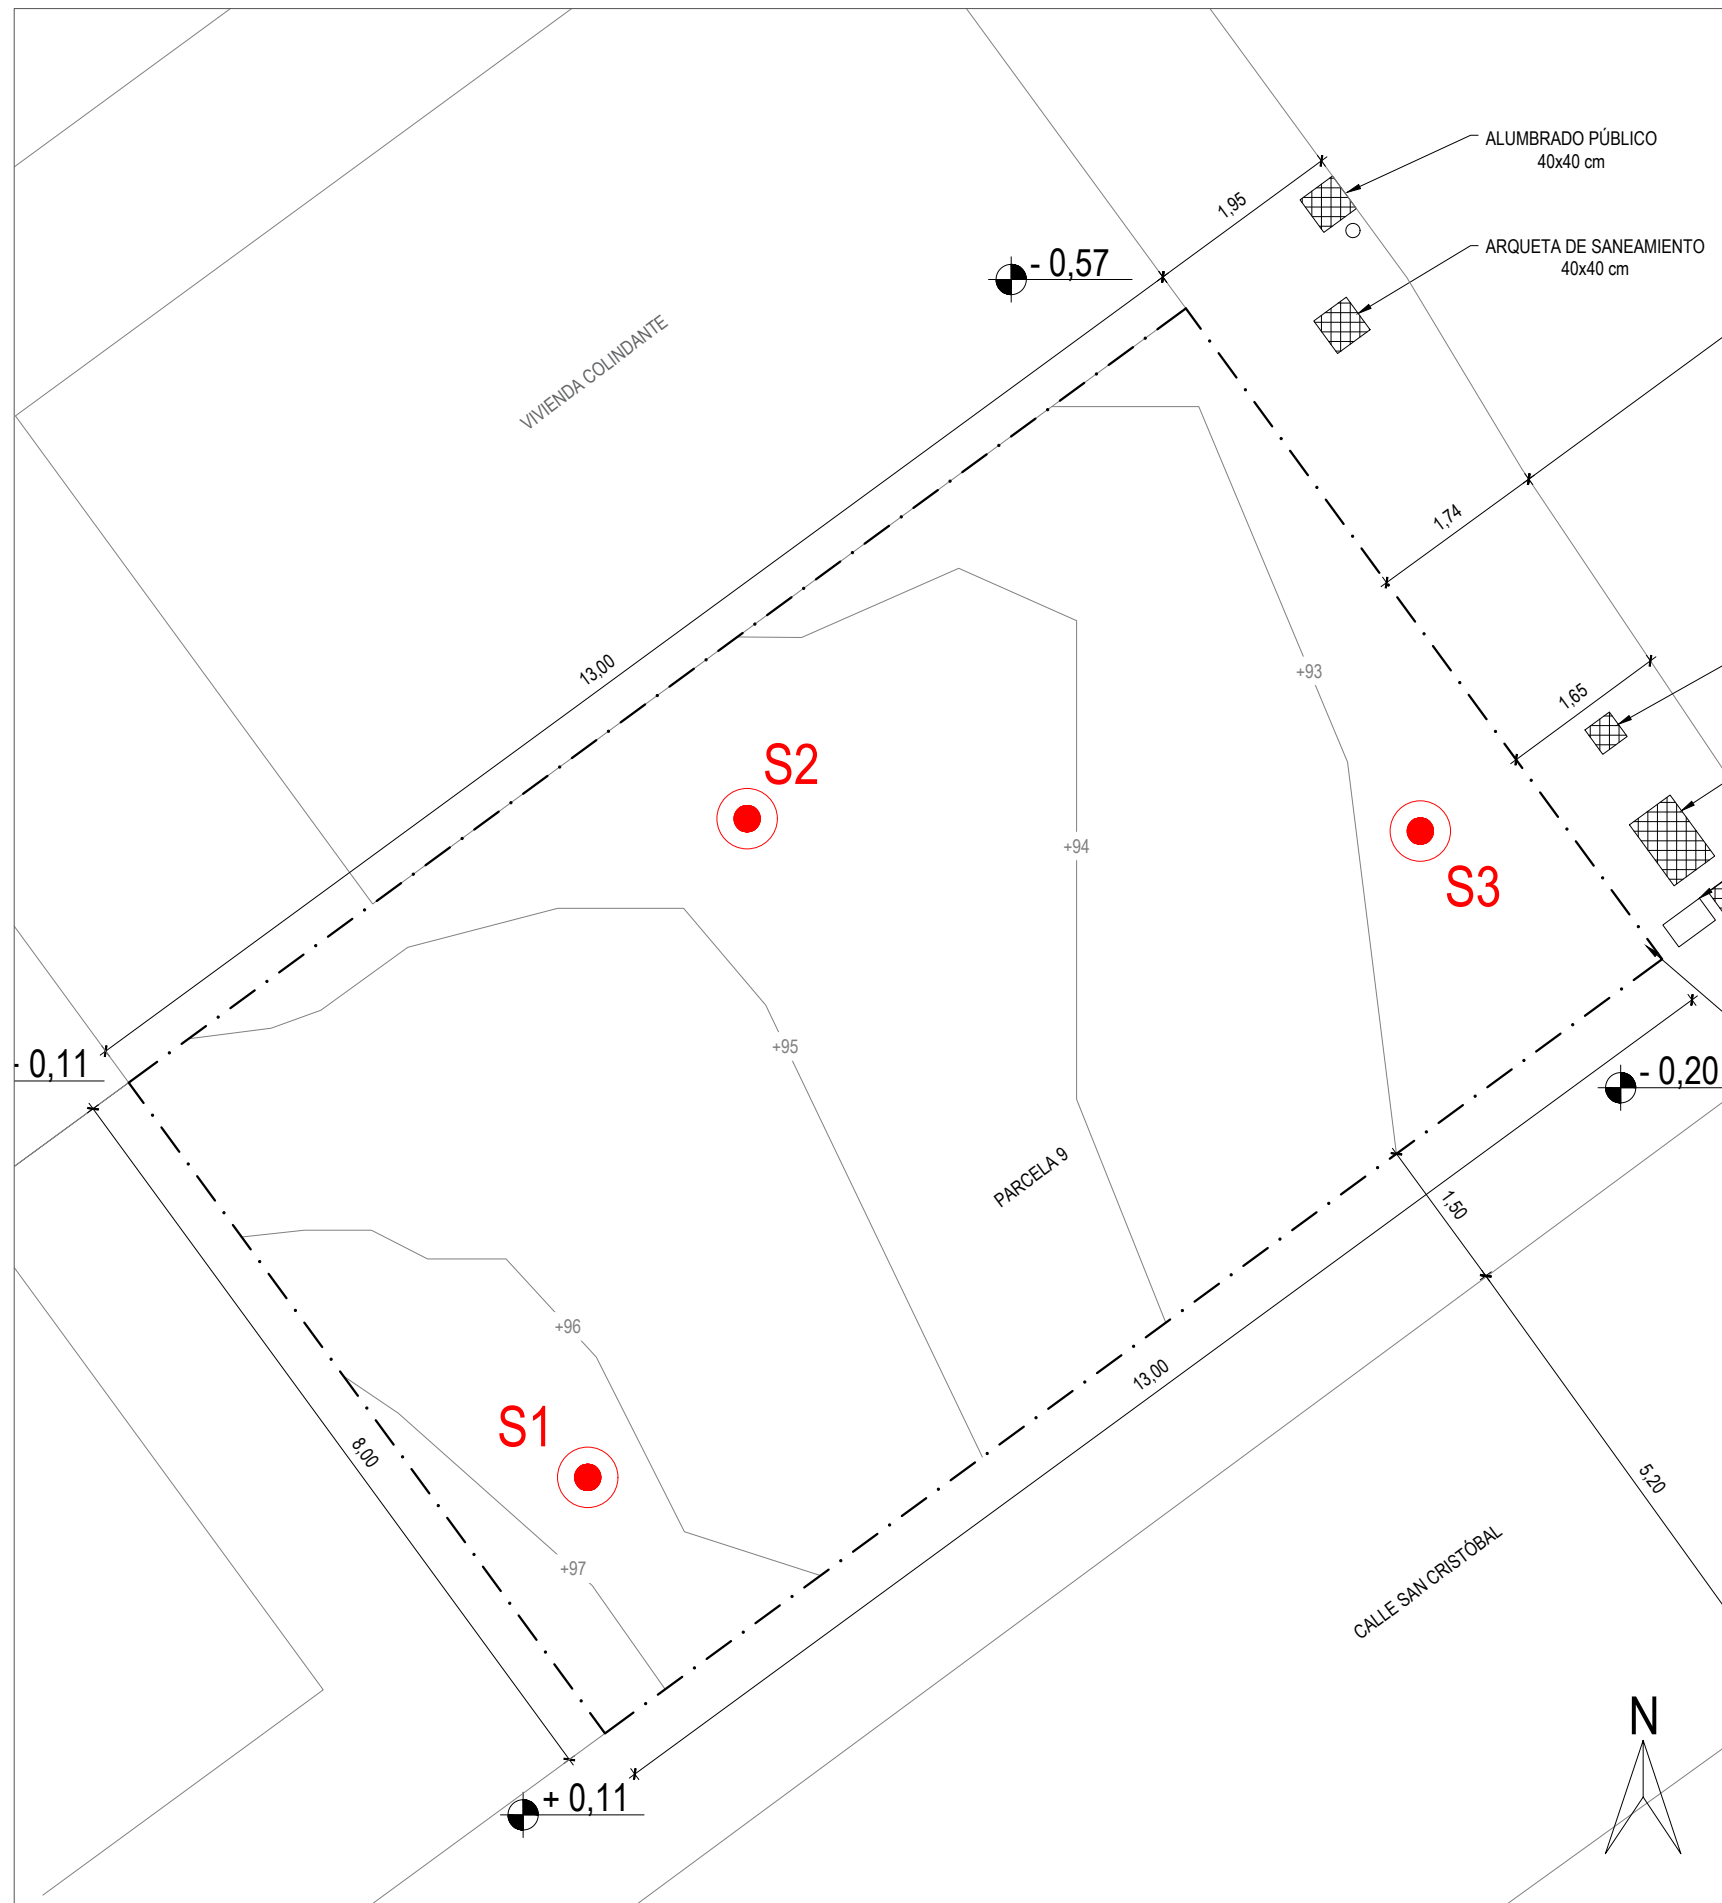 ALUMBRADO PÚBLICO
40x40 cm
1,95
ARQUETA DE SANEAMIENTO
40x40 cm
- 0,57
VIVIENDA COLINDANTE
1,74
13,00
+93
1,65
S2
+94
S3
+95
- 0,11
- 0,20
PARCELA 9
1,50
+96
13,00
S1
8,00
5,20
+97
CALLE SAN CRISTÓBAL
N
+ 0,11